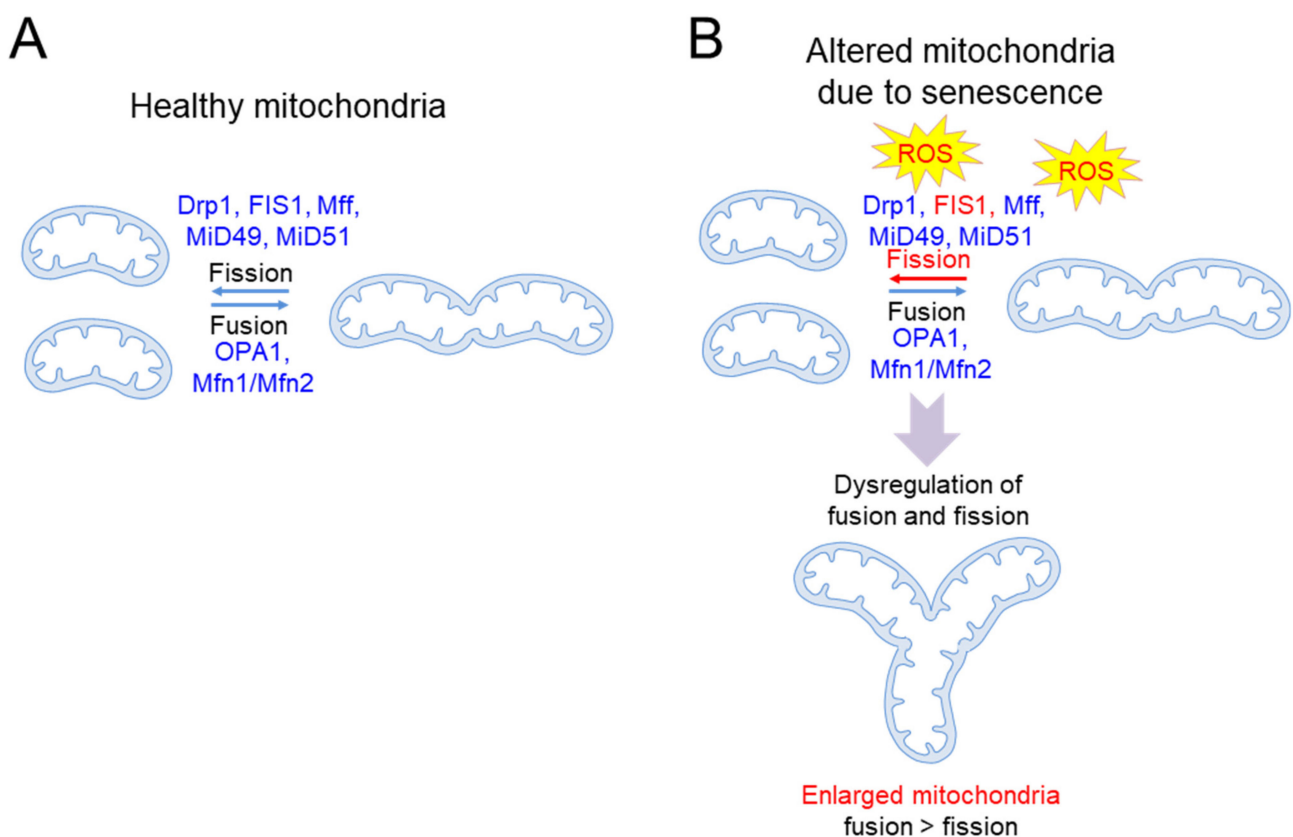 A
Healthy mitochondria
Drp1, FIS1, Mff,
MiD49, MiD51
Fission
Fusion
OPA1,
Mfn1/Mfn2
B
Altered mitochondria
due to senescence
ROS
ROS
Drp1, FIS1, Mff,
MiD49, MiD51
Fission
Fusion
OPA1,
Mfn1/Mfn2
Dysregulation of
fusion and fission
Enlarged mitochondria
fusion > fission